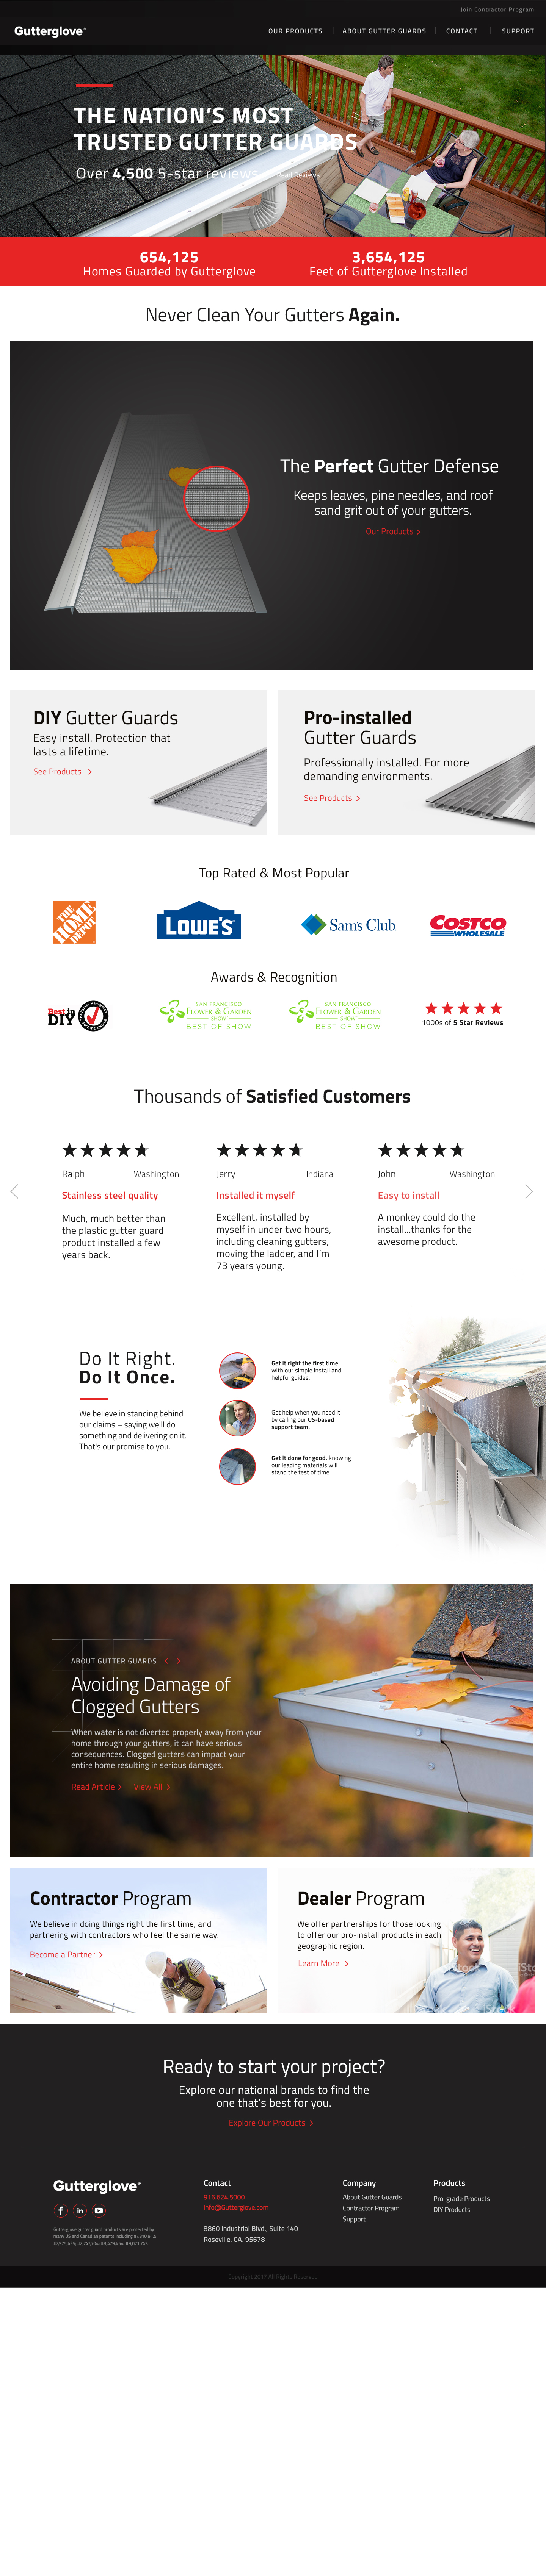 Join Contractor Program
Gutterglove®
OUR PRODUCTS
ABOUT GUTTER GUARDS
CONTACT
SUPPORT
THE NATION'S MOST
TRUSTED GUTTER GUARDS
Over 4,500 5-star reviews
Read Reviews
654,125
Homes Guarded by Gutterglove
3,654,125
Feet of Gutterglove Installed
Never Clean Your Gutters Again.
The Perfect Gutter Defense
Keeps leaves, pine needles, and roof
sand grit out of your gutters.
Our Products >
DIY Gutter Guards
Easy install. Protection that
lasts a lifetime.
See Products >
Pro-installed
Gutter Guards
Professionally installed. For more
demanding environments.
See Products >
Top Rated & Most Popular
THE
HOME
DEPOT
LOWE'S
Sam's Club
COSTCO
WHOLESALE
Awards & Recognition
Best in
DIY
SAN FRANCISCO
FLOWER & GARDEN
SHOW
BEST OF SHOW
SAN FRANCISCO
FLOWER & GARDEN
SHOW
BEST OF SHOW
1000s of 5 Star Reviews
Thousands of Satisfied Customers
Ralph
Washington
Stainless steel quality
Much, much better than
the plastic gutter guard
product installed a few
years back.
Jerry
Indiana
Installed it myself
Excellent, installed by
myself in under two hours,
including cleaning gutters,
moving the ladder, and I'm
73 years young.
John
Washington
Easy to install
A monkey could do the
install...thanks for the
awesome product.
Do It Right.
Do It Once.
We believe in standing behind
our claims – saying we'll do
something and delivering on it.
That's our promise to you.
Get it right the first time
with our simple install and
helpful guides.
Get help when you need it
by calling our US-based
support team.
Get it done for good, knowing
our leading materials will
stand the test of time.
ABOUT GUTTER GUARDS < >
Avoiding Damage of
Clogged Gutters
When water is not diverted properly away from your
home through your gutters, it can have serious
consequences. Clogged gutters can impact your
entire home resulting in serious damages.
Read Article >
View All >
Contractor Program
We believe in doing things right the first time, and
partnering with contractors who feel the same way.
Become a Partner >
Dealer Program
We offer partnerships for those looking
to offer our pro-install products in each
geographic region.
Learn More >
Ready to start your project?
Explore our national brands to find the
one that's best for you.
Explore Our Products >
Gutterglove®
Gutterglove gutter guard products are protected by
many US and Canadian patents including
Contact
916.624.5000
info@Gutterglove.com
8860 Industrial Blvd., Suite 140
Roseville, CA. 95678
Company
About Gutter Guards
Contractor Program
Support
Products
Pro-grade Products
DIY Products
Copyright 2017 All Rights Reserved